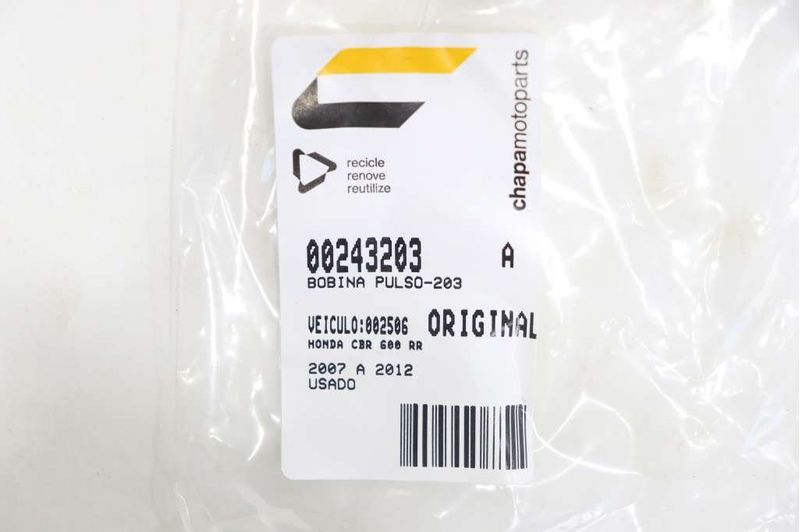 chapamotoparts
recicle
renove
reutilize
00243203 A
BOBINA PULSO-203
VEICULO:002506 ORIGINAL
HONDA CBR 600 RR
2007 A 2012
USADO